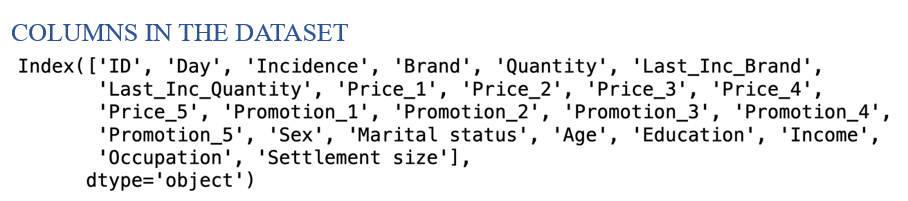 COLUMNS IN THE DATASET
Index(['ID', 'Day', 'Incidence', 'Brand', 'Quantity', 'Last_Inc_Brand',
'Last_Inc_Quantity', 'Price_1', 'Price_2', 'Price_3', 'Price_4',
'Price_5', 'Promotion_1', 'Promotion_2', 'Promotion_3', 'Promotion_4',
'Promotion_5', 'Sex', 'Marital status', 'Age', 'Education', 'Income',
'Occupation', 'Settlement size'],
dtype='object')